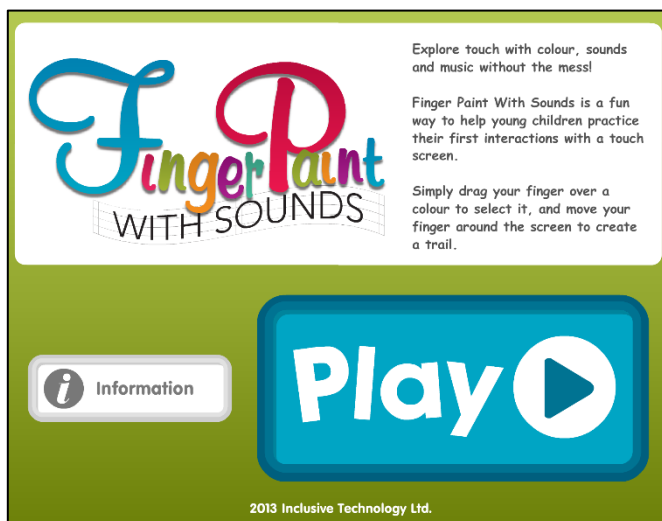 Finger Paint
WITH SOUNDS
Explore touch with colour, sounds
and music without the mess!
Finger Paint With Sounds is a fun
way to help young children practice
their first interactions with a touch
screen.
Simply drag your finger over a
colour to select it, and move your
finger around the screen to create
a trail.
i Information
Play
2013 Inclusive Technology Ltd.